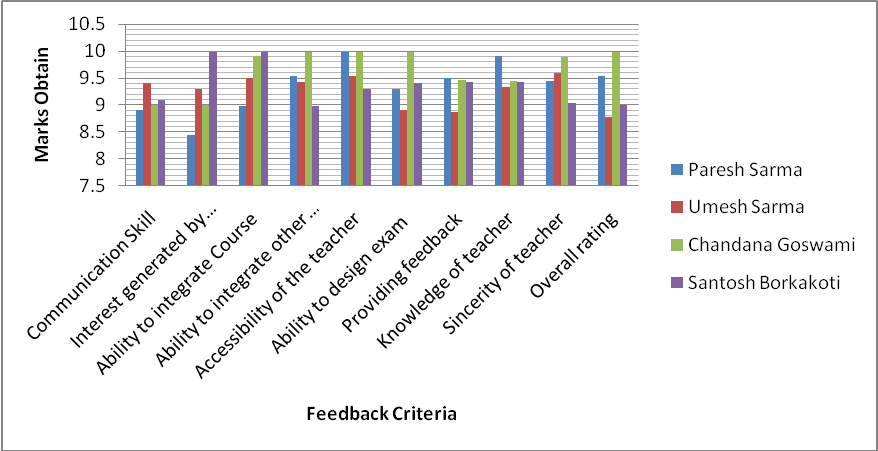 10.5
10
9.5
9
8.5
8
7.5
Marks Obtain
Communication Skill
Interest generated by...
Ability to integrate Course
Ability to integrate other...
Accessibility of the teacher
Ability to design exam
Providing feedback
Knowledge of teacher
Sincerity of teacher
Overall rating
Feedback Criteria
Paresh Sarma
Umesh Sarma
Chandana Goswami
Santosh Borkakoti